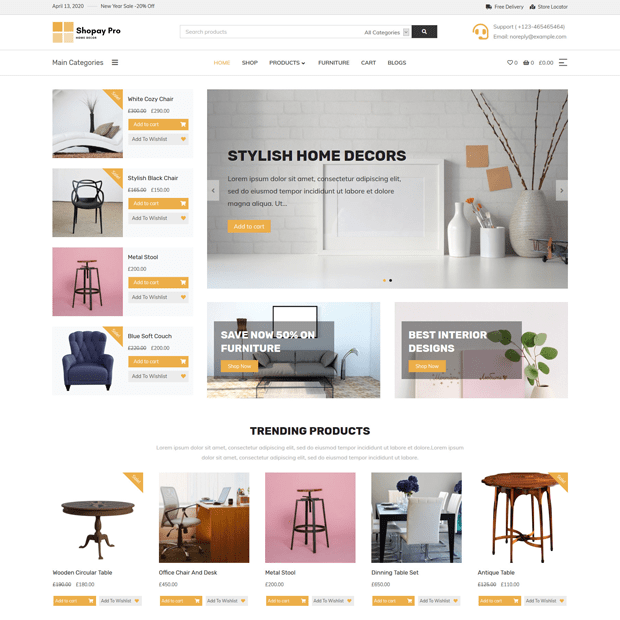 April 13, 2020
New Year Sale -20% Off
Free Delivery
Store Locator
Shopay Pro
HOME DECOR
Search products
All Categories
Support (.+123-465465464)
Email: noreply@example.com
Main Categories
HOME
SHOP
PRODUCTS
FURNITURE
CART
BLOGS
0
0
£0.00
Sale!
White Cozy Chair
£300.00 £290.00
Add to cart
Add To Wishlist
Sale!
Stylish Black Chair
£165.00 £150.00
Add to cart
Add To Wishlist
Metal Stool
£200.00
Add to cart
Add To Wishlist
Sale!
Blue Soft Couch
£230.00 £200.00
Add to cart
Add To Wishlist
STYLISH HOME DECORS
Lorem ipsum dolor sit amet, consectetur adipiscing elit,
sed do eiusmod tempor incididunt ut labore et dolore
magna aliqua. Ut...
Add to cart
SAVE NOW 50% ON
FURNITURE
Shop Now
BEST INTERIOR
DESIGNS
Shop Now
TRENDING PRODUCTS
Lorem ipsum dolor sit amet, consectetur adipiscing elit, sed do eiusmod tempor incididunt ut labore et dolore.Lorem ipsum
dolor sit amet, consectetur adipiscing elit, sed do eiusmod tempor incididunt ut labore.
Sale!
Wooden Circular Table
£190.00 £180.00
Add to cart
Add To Wishlist
Office Chair And Desk
£450.00
Add to cart
Add To Wishlist
Metal Stool
£200.00
Add to cart
Add To Wishlist
Dinning Table Set
£650.00
Add to cart
Add To Wishlist
Sale!
Antique Table
£125.00 £110.00
Add to cart
Add To Wishlist